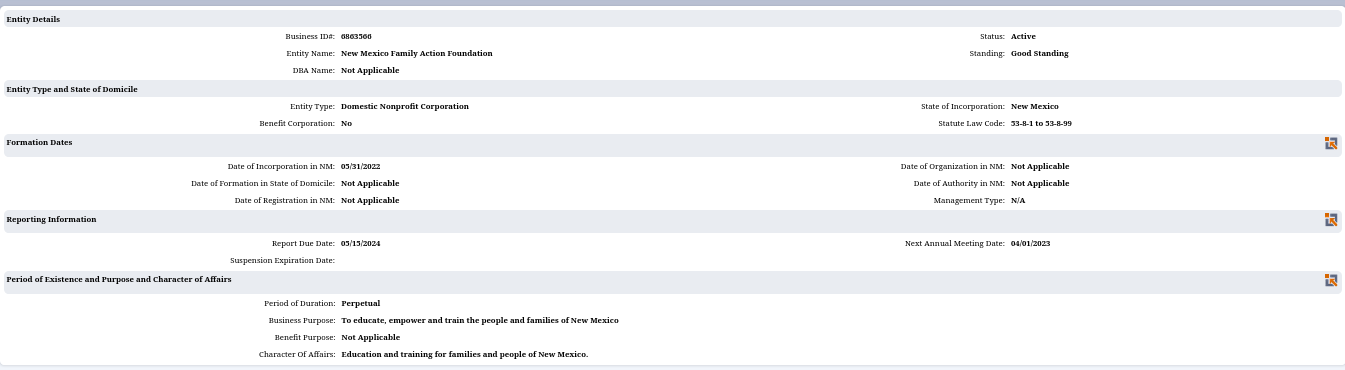 Entity Details
Business ID#: 6863566 Status: Active
Entity Name: New Mexico Family Action Foundation Standing: Good Standing
DBA Name: Not Applicable
Entity Type and State of Domicile
Entity Type: Domestic Nonprofit Corporation State of Incorporation: New Mexico
Benefit Corporation: No Statute Law Code: 53-8-1 to 53-8-99
Formation Dates
Date of Incorporation in NM: 05/31/2022 Date of Organization in NM: Not Applicable
Date of Formation in State of Domicile: Not Applicable Date of Authority in NM: Not Applicable
Date of Registration in NM: Not Applicable Management Type: N/A
Reporting Information
Report Due Date: 05/15/2024 Next Annual Meeting Date: 04/01/2023
Suspension Expiration Date:
Period of Existence and Purpose and Character of Affairs
Period of Duration: Perpetual
Business Purpose: To educate, empower and train the people and families of New Mexico
Benefit Purpose: Not Applicable
Character Of Affairs: Education and training for families and people of New Mexico.